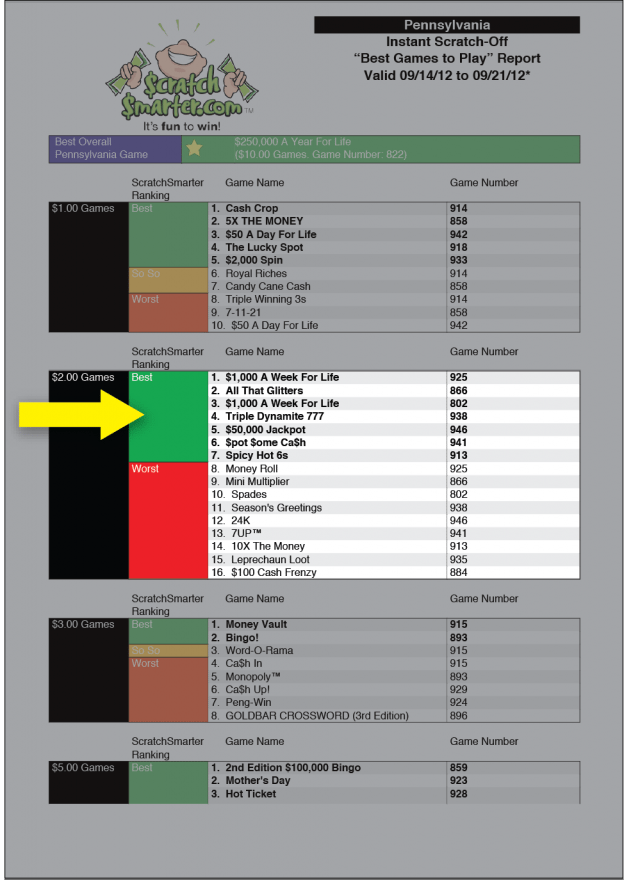 Pennsylvania
Instant Scratch-Off
“Best Games to Play” Report
Valid 09/14/12 to 09/21/12*
$cratch
$marter.com TM
It's fun to win!
Best Overall Pennsylvania Game $250,000 A Year For Life
($10.00 Games. Game Number: 822)
ScratchSmarter Ranking Game Name Game Number
$1.00 Games Best 1. Cash Crop 914
2. 5X THE MONEY 858
3. $50 A Day For Life 942
4. The Lucky Spot 918
5. $2,000 Spin 933
So So 6. Royal Riches 914
7. Candy Cane Cash 858
Worst 8. Triple Winning 3s 914
9. 7-11-21 858
10. $50 A Day For Life 942
ScratchSmarter Ranking Game Name Game Number
$2.00 Games Best 1. $1,000 A Week For Life 925
2. All That Glitters 866
3. $1,000 A Week For Life 802
4. Triple Dynamite 777 938
5. $50,000 Jackpot 946
6. $pot $ome Ca$h 941
7. Spicy Hot 6s 913
Worst 8. Money Roll 925
9. Mini Multiplier 866
10. Spades 802
11. Season's Greetings 938
12. 24K 946
13. 7UP™ 941
14. 10X The Money 913
15. Leprechaun Loot 935
16. $100 Cash Frenzy 884
ScratchSmarter Ranking Game Name Game Number
$3.00 Games Best 1. Money Vault 915
2. Bingo! 893
So So 3. Word-O-Rama 915
Worst 4. Ca$h In 915
5. Monopoly™ 893
6. Ca$h Up! 929
7. Peng-Win 924
8. GOLDBAR CROSSWORD (3rd Edition) 896
ScratchSmarter Ranking Game Name Game Number
$5.00 Games Best 1. 2nd Edition $100,000 Bingo 859
2. Mother's Day 923
3. Hot Ticket 928